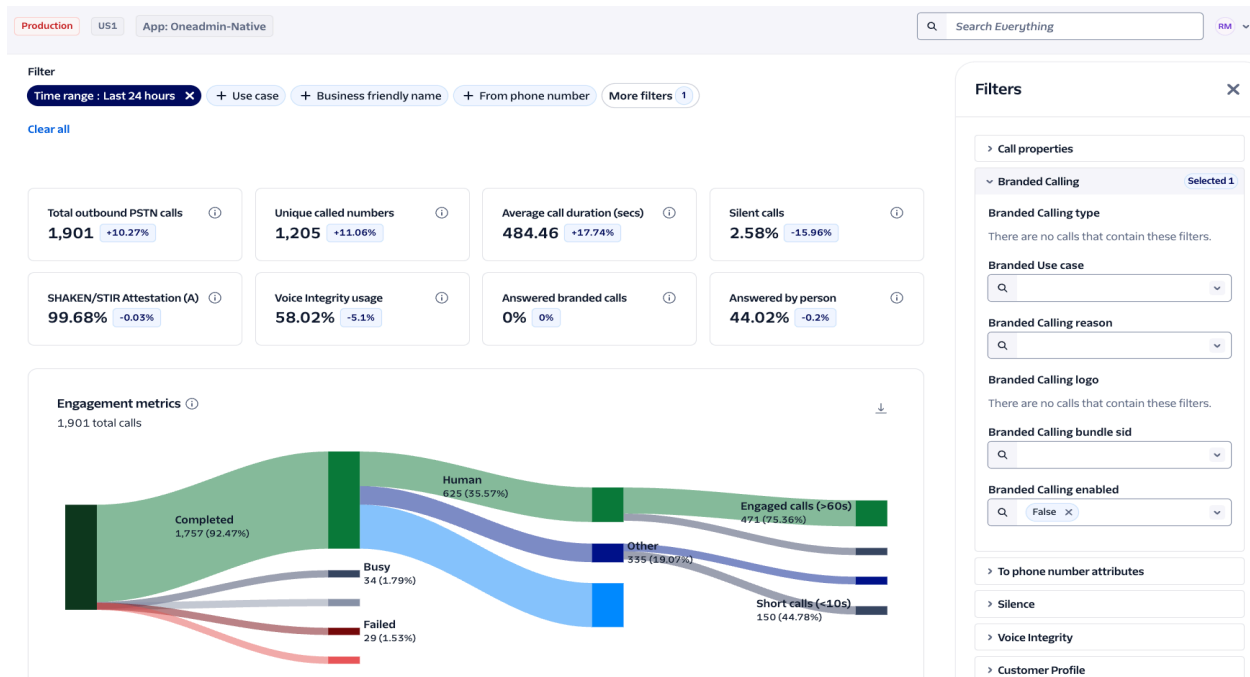 Production US1 App: Oneadmin-Native Search Everything RM
Filter
Time range : Last 24 hours Use case Business friendly name From phone number More filters 1
Clear all
Total outbound PSTN calls
1,901 +10.27%
Unique called numbers
1,205 +11.06%
Average call duration (secs)
484.46 +17.74%
Silent calls
2.58% -15.96%
SHAKEN/STIR Attestation (A)
99.68% -0.03%
Voice Integrity usage
58.02% -5.1%
Answered branded calls
0% 0%
Answered by person
44.02% -0.2%
Engagement metrics
1,901 total calls
Completed
1,757 (92.47%)
Busy
34 (1.79%)
Failed
29 (1.53%)
Human
625 (35.57%)
Other
335 (19.07%)
Engaged calls (>60s)
471 (75.36%)
Short calls (<10s)
150 (44.78%)
Filters
Call properties
Branded Calling Selected 1
Branded Calling type
There are no calls that contain these filters.
Branded Use case
Branded Calling reason
Branded Calling logo
There are no calls that contain these filters.
Branded Calling bundle sid
Branded Calling enabled
False
To phone number attributes
Silence
Voice Integrity
Customer Profile